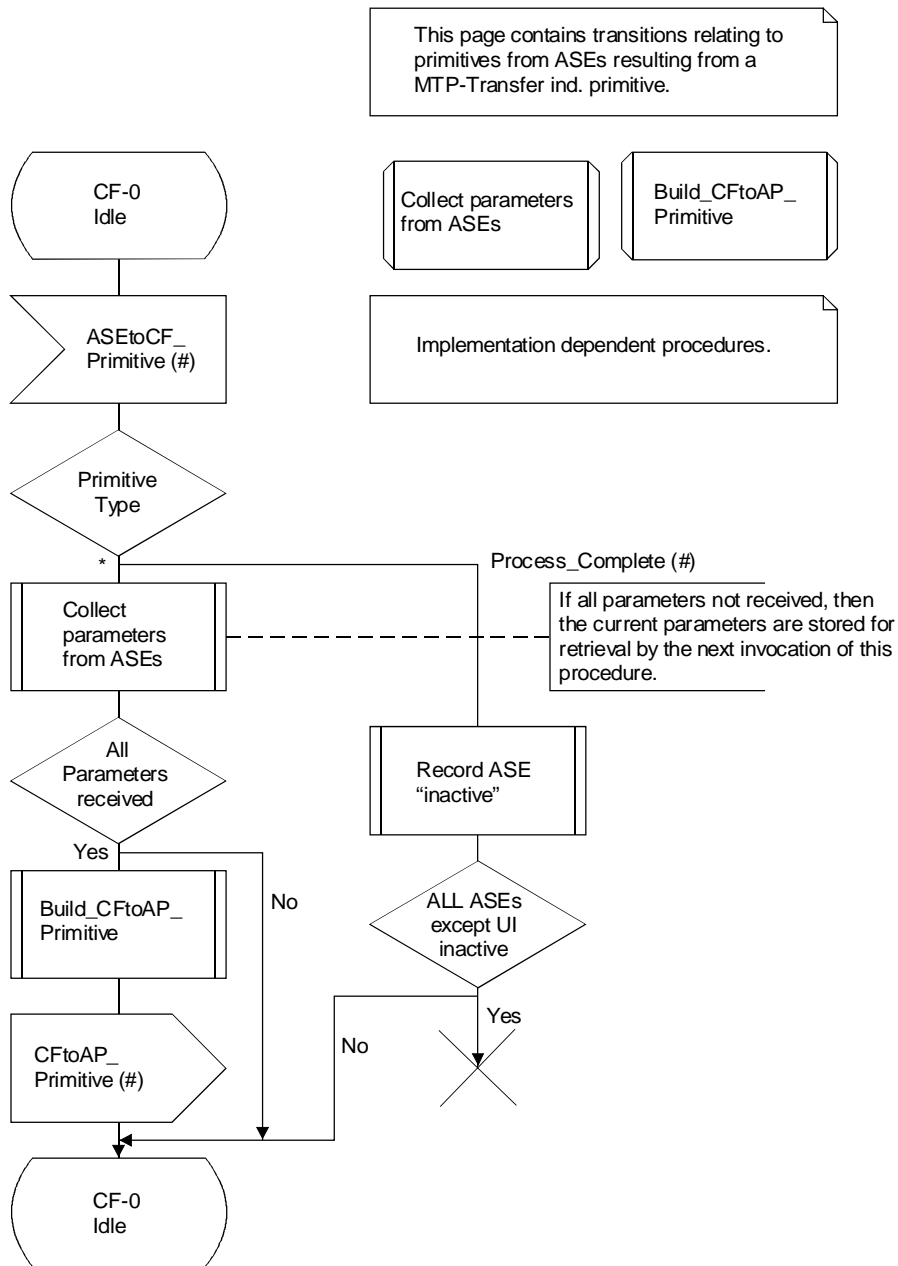 This page contains transitions relating to
primitives from ASEs resulting from a
MTP-Transfer ind. primitive.
CF-0
Idle
Collect parameters
from ASEs
Build_CFtoAP_
Primitive
ASEtoCF_
Primitive (#)
Implementation dependent procedures.
Primitive
Type
*
Process_Complete (#)
Collect
parameters
from ASEs
If all parameters not received, then
the current parameters are stored for
retrieval by the next invocation of this
procedure.
All
Parameters
received
Record ASE
“inactive”
Yes
No
Build_CFtoAP_
Primitive
ALL ASEs
except UI
inactive
Yes
No
CFtoAP_
Primitive (#)
CF-0
Idle